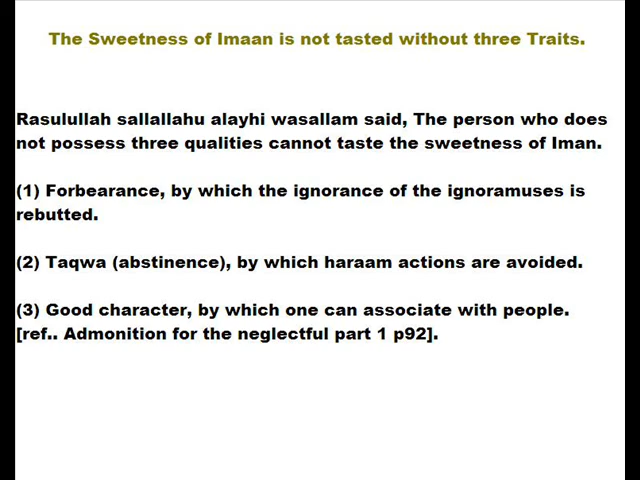 The Sweetness of Imaan is not tasted without three Traits.
Rasulullah sallallahu alayhi wasallam said, The person who does
not possess three qualities cannot taste the sweetness of Iman.
(1) Forbearance, by which the ignorance of the ignoramuses is
rebutted.
(2) Taqwa (abstinence), by which haraam actions are avoided.
(3) Good character, by which one can associate with people.
[ref.. Admonition for the neglectful part 1 p92].